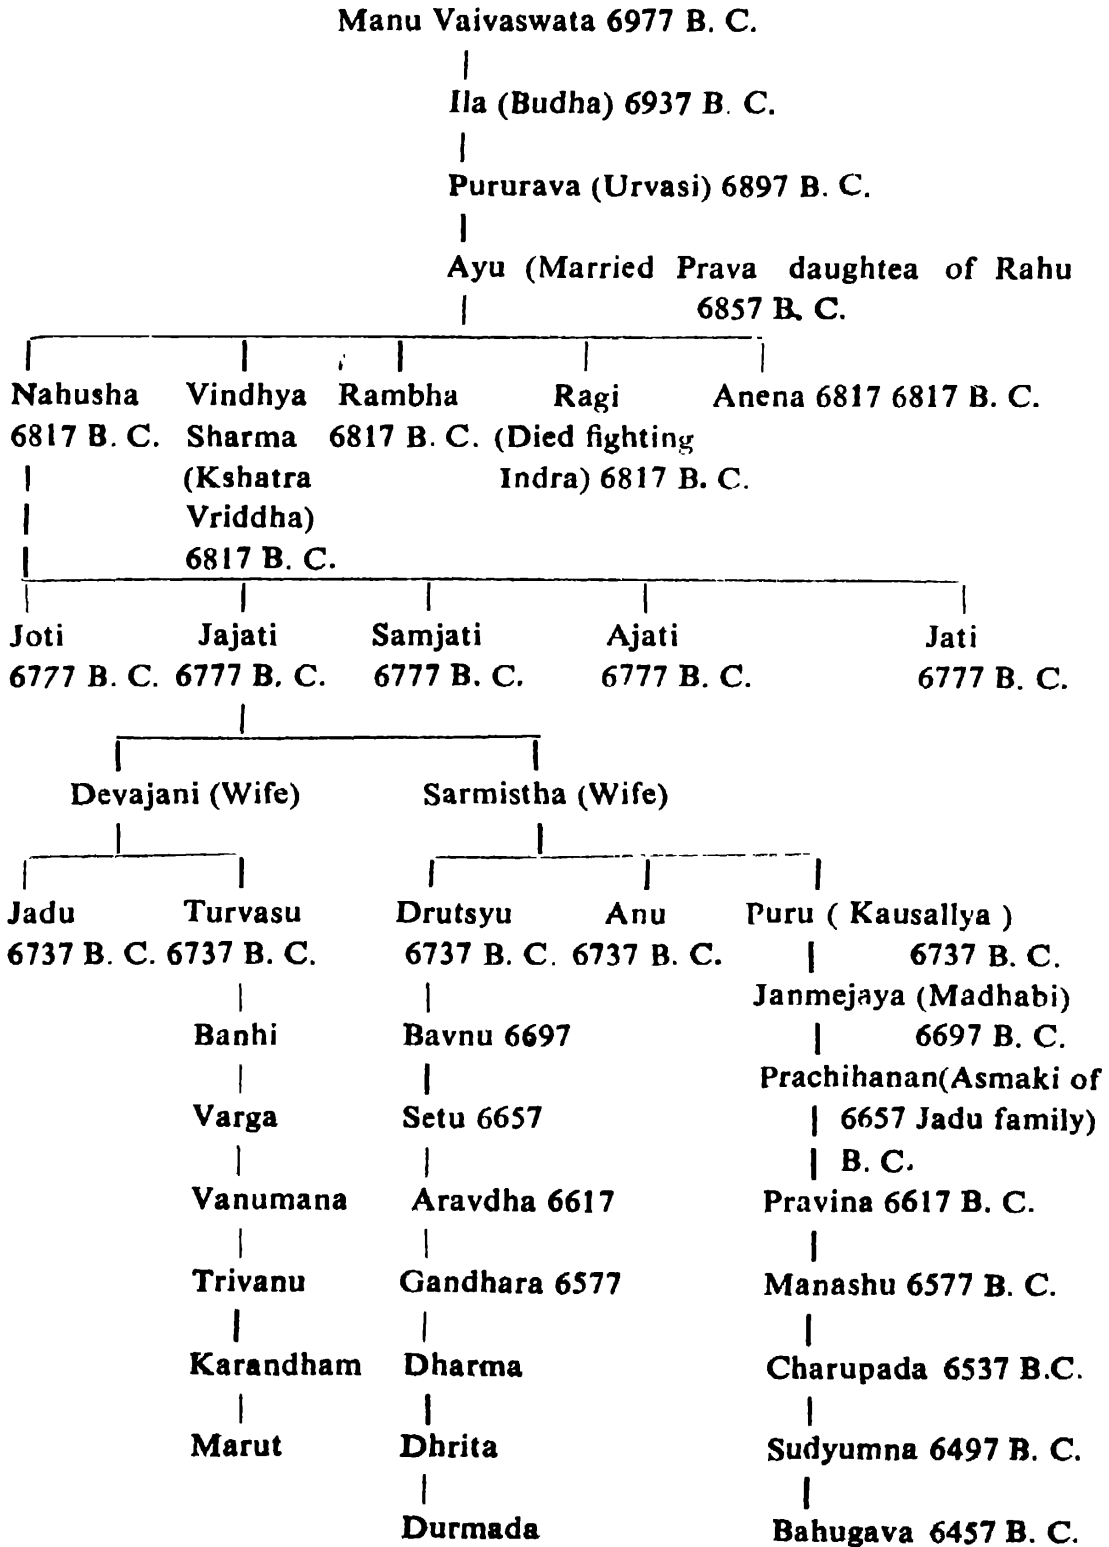 Manu Vaivaswata 6977 B. C.
Ila (Budha) 6937 B. C.
Pururava (Urvasi) 6897 B. C.
Ayu (Married Prava daughtea of Rahu
6857 B. C.
Nahusha Vindhya Rambha Ragi Anena 6817 6817 B. C.
6817 B. C. Sharma 6817 B. C. (Died fighting
(Kshatra Indra) 6817 B. C.
Vriddha)
6817 B. C.
Joti Jajati Samjati Ajati Jati
6777 B. C. 6777 B. C. 6777 B. C. 6777 B. C. 6777 B. C.
Devajani (Wife) Sarmistha (Wife)
Jadu Turvasu Drutsyu Anu Puru ( Kausallya )
6737 B. C. 6737 B. C. 6737 B. C. 6737 B. C. 6737 B. C.
Janmejaya (Madhabi)
Banhi Bavnu 6697 6697 B. C.
Prachihanan(Asmaki of
Varga Setu 6657 6657 Jadu family)
B. C.
Vanumana Aravdha 6617 Pravina 6617 B. C.
Trivanu Gandhara 6577 Manashu 6577 B. C.
Karandham Dharma Charupada 6537 B.C.
Marut Dhrita Sudyumna 6497 B. C.
Durmada Bahugava 6457 B. C.